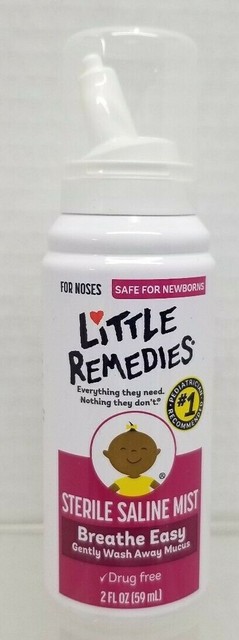 FOR NOSES SAFE FOR NEWBORNS
LiTTLE
REMEDIES®
Everything they need.
Nothing they don't.®
PEDIATRICIAN
#1
RECOMMENDED
®
STERILE SALINE MIST
Breathe Easy
Gently Wash Away Mucus
✓Drug free
2 FL OZ (59 mL)